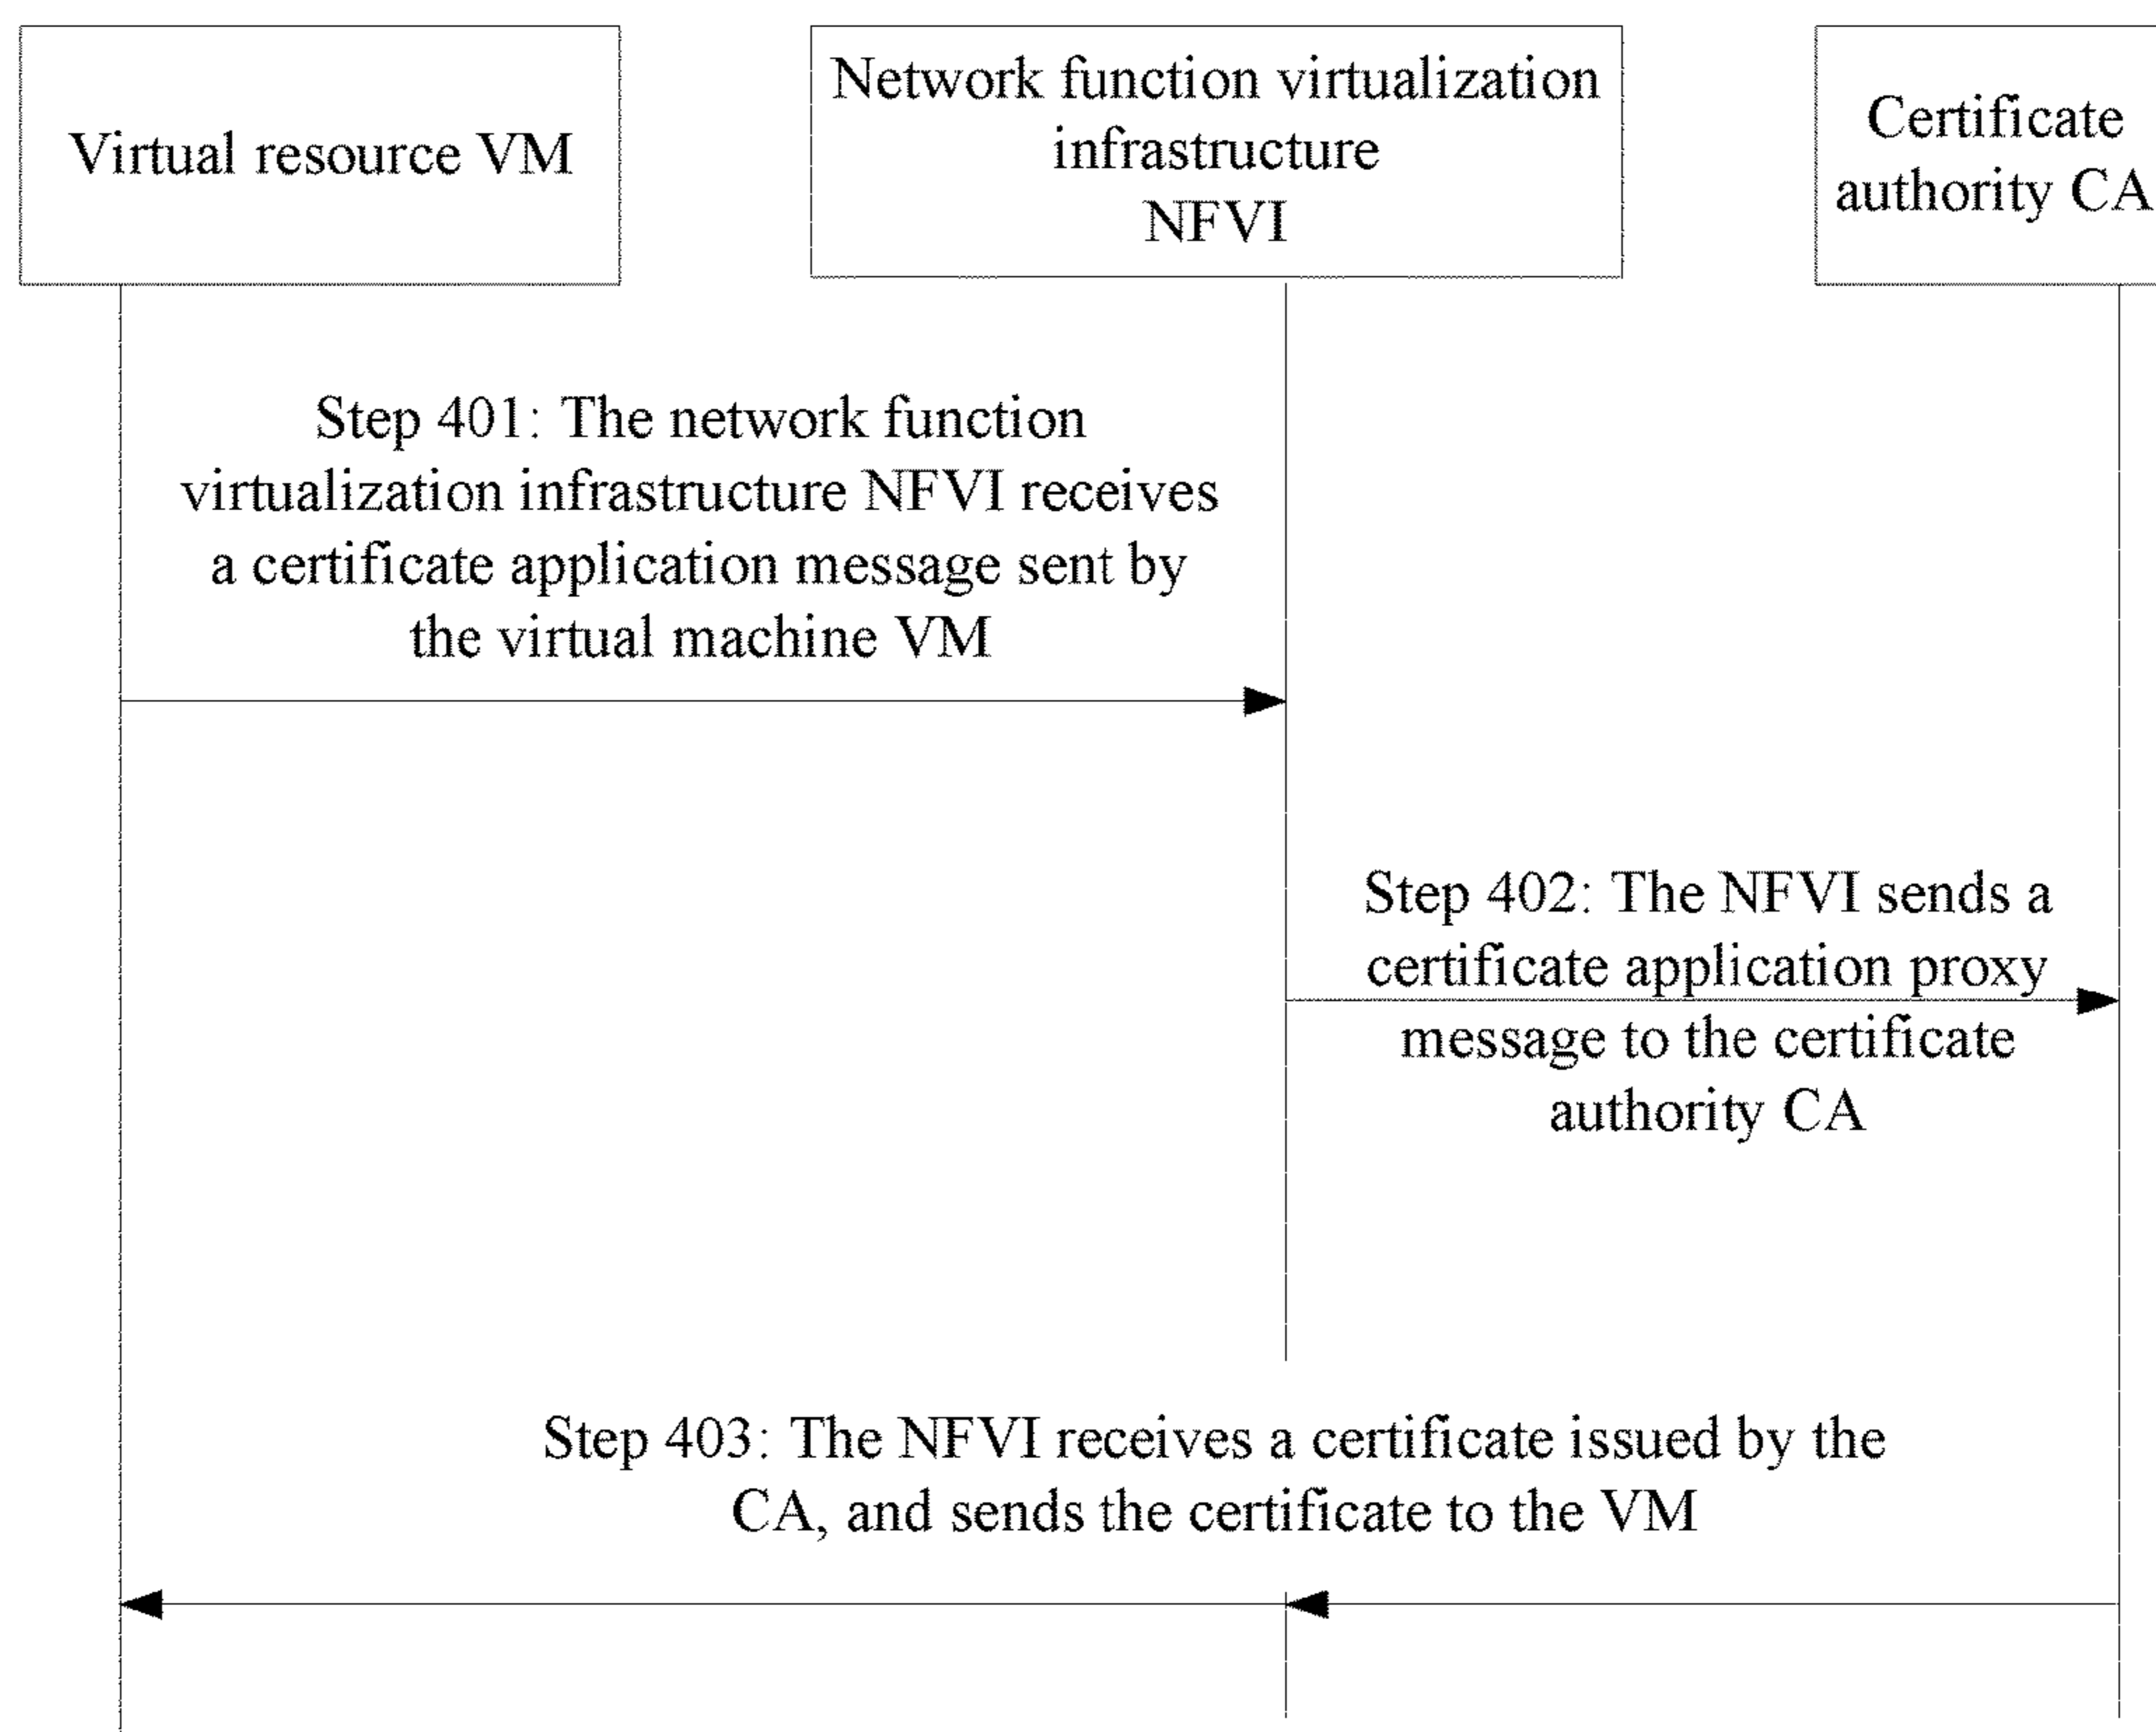 Virtual resource VM
Network function virtualization
infrastructure
NFVI
Certificate
authority CA
Step 401: The network function
virtualization infrastructure NFVI receives
a certificate application message sent by
the virtual machine VM
Step 402: The NFVI sends a
certificate application proxy
message to the certificate
authority CA
Step 403: The NFVI receives a certificate issued by the
CA, and sends the certificate to the VM